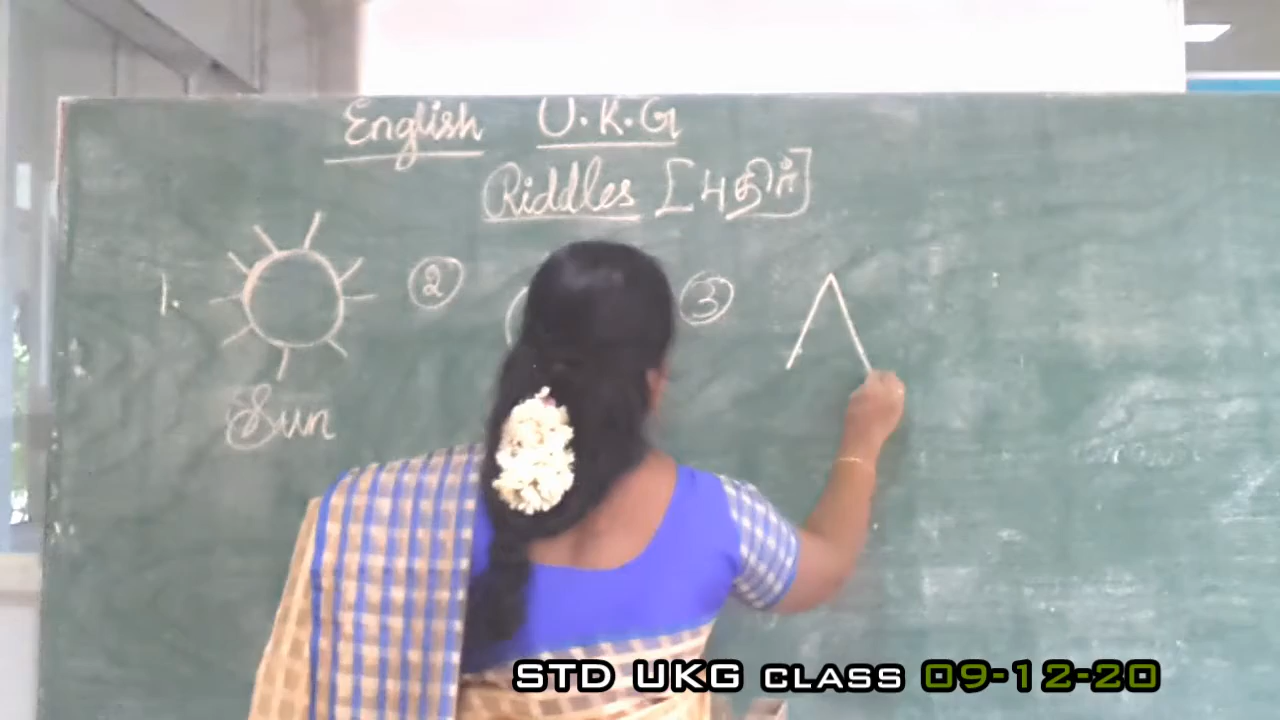 English U.K.G
Riddles [புதிர்]
1. ② ③
Sun
STD UKG CLASS 09-12-20